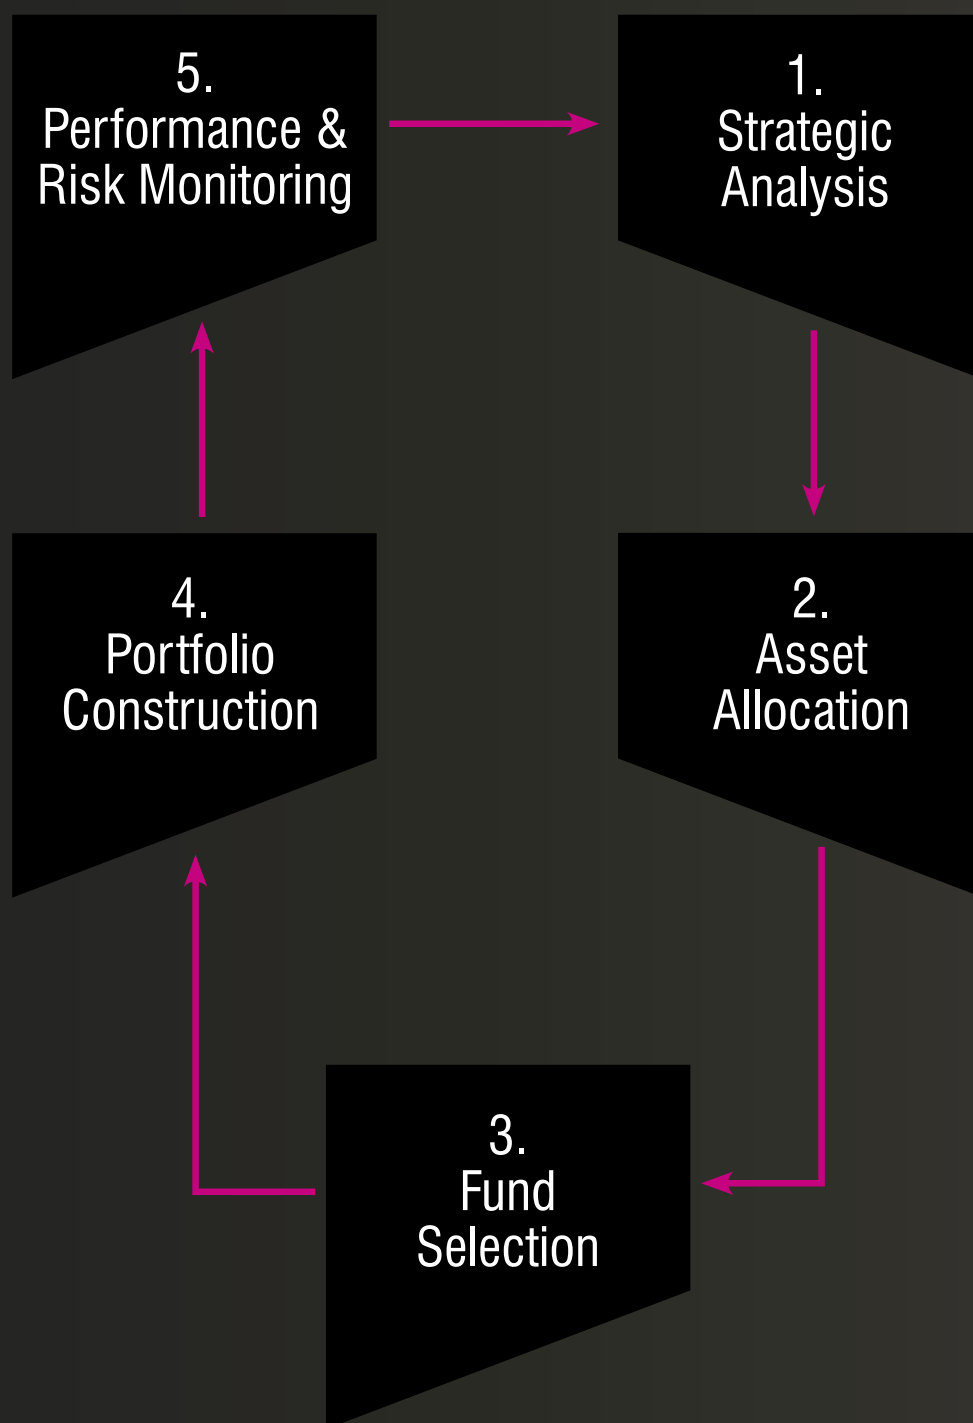 5.
Performance &
Risk Monitoring
1.
Strategic
Analysis
4.
Portfolio
Construction
2.
Asset
Allocation
3.
Fund
Selection